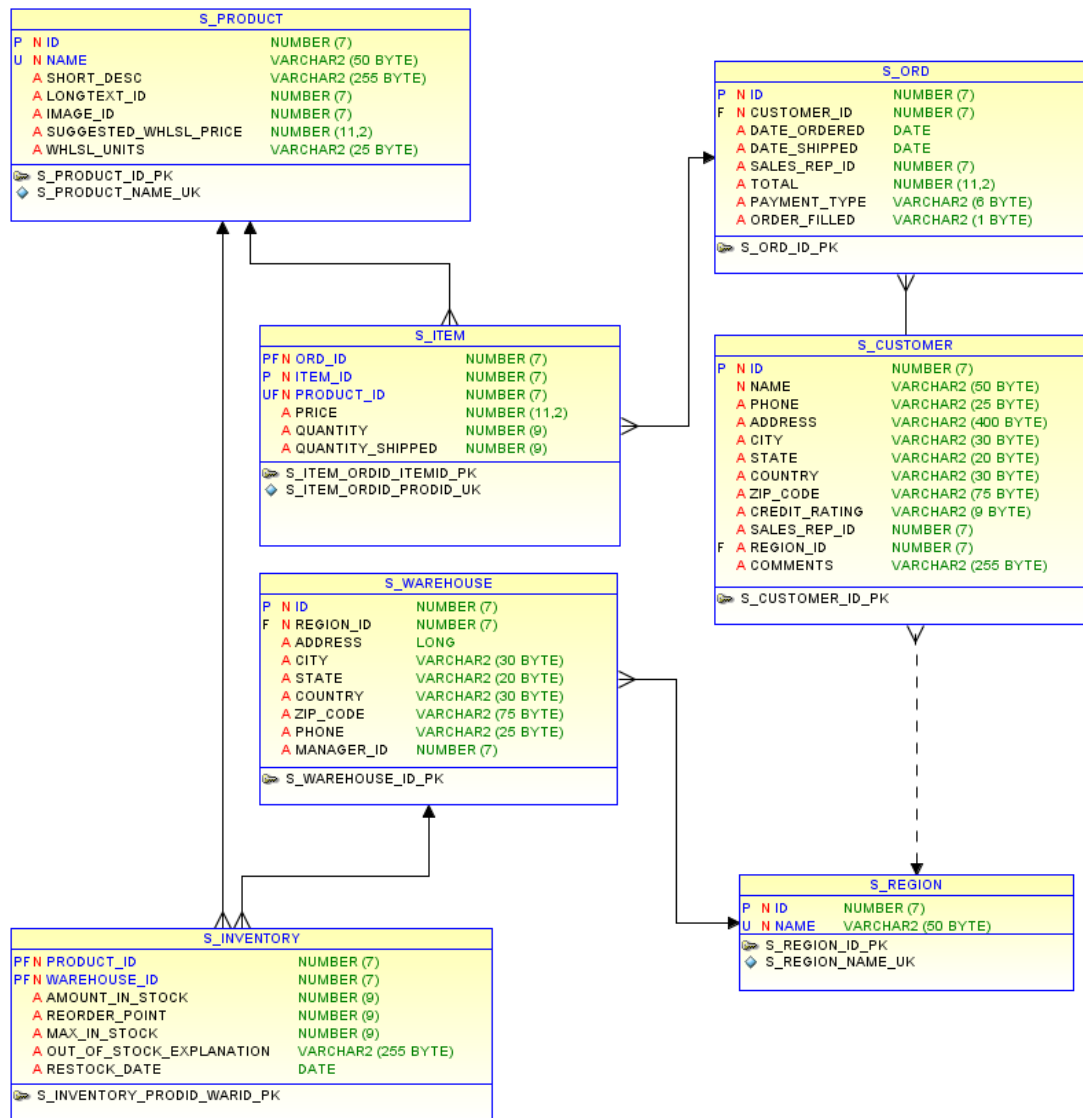 S_PRODUCT
P N ID NUMBER (7)
U N NAME VARCHAR2 (50 BYTE)
A SHORT_DESC VARCHAR2 (255 BYTE)
A LONGTEXT_ID NUMBER (7)
A IMAGE_ID NUMBER (7)
A SUGGESTED_WHLSL_PRICE NUMBER (11,2)
A WHLSL_UNITS VARCHAR2 (25 BYTE)
S_PRODUCT_ID_PK
S_PRODUCT_NAME_UK
S_ORD
P N ID NUMBER (7)
F N CUSTOMER_ID NUMBER (7)
A DATE_ORDERED DATE
A DATE_SHIPPED DATE
A SALES_REP_ID NUMBER (7)
A TOTAL NUMBER (11,2)
A PAYMENT_TYPE VARCHAR2 (6 BYTE)
A ORDER_FILLED VARCHAR2 (1 BYTE)
S_ORD_ID_PK
S_ITEM
PF N ORD_ID NUMBER (7)
P N ITEM_ID NUMBER (7)
UF N PRODUCT_ID NUMBER (7)
A PRICE NUMBER (11,2)
A QUANTITY NUMBER (9)
A QUANTITY_SHIPPED NUMBER (9)
S_ITEM_ORDID_ITEMID_PK
S_ITEM_ORDID_PRODID_UK
S_CUSTOMER
P N ID NUMBER (7)
N NAME VARCHAR2 (50 BYTE)
A PHONE VARCHAR2 (25 BYTE)
A ADDRESS VARCHAR2 (400 BYTE)
A CITY VARCHAR2 (30 BYTE)
A STATE VARCHAR2 (20 BYTE)
A COUNTRY VARCHAR2 (30 BYTE)
A ZIP_CODE VARCHAR2 (75 BYTE)
A CREDIT_RATING VARCHAR2 (9 BYTE)
A SALES_REP_ID NUMBER (7)
F A REGION_ID NUMBER (7)
A COMMENTS VARCHAR2 (255 BYTE)
S_CUSTOMER_ID_PK
S_WAREHOUSE
P N ID NUMBER (7)
F N REGION_ID NUMBER (7)
A ADDRESS LONG
A CITY VARCHAR2 (30 BYTE)
A STATE VARCHAR2 (20 BYTE)
A COUNTRY VARCHAR2 (30 BYTE)
A ZIP_CODE VARCHAR2 (75 BYTE)
A PHONE VARCHAR2 (25 BYTE)
A MANAGER_ID NUMBER (7)
S_WAREHOUSE_ID_PK
S_REGION
P N ID NUMBER (7)
U N NAME VARCHAR2 (50 BYTE)
S_REGION_ID_PK
S_REGION_NAME_UK
S_INVENTORY
PF N PRODUCT_ID NUMBER (7)
PF N WAREHOUSE_ID NUMBER (7)
A AMOUNT_IN_STOCK NUMBER (9)
A REORDER_POINT NUMBER (9)
A MAX_IN_STOCK NUMBER (9)
A OUT_OF_STOCK_EXPLANATION VARCHAR2 (255 BYTE)
A RESTOCK_DATE DATE
S_INVENTORY_PRODID_WARID_PK